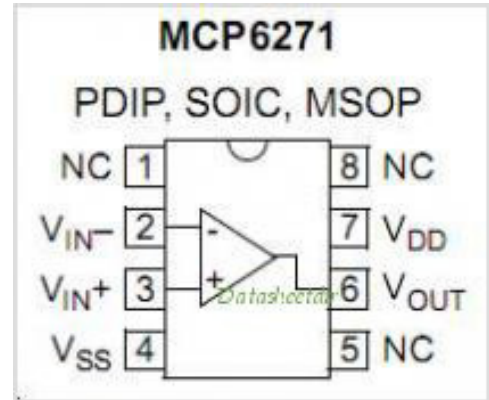 MCP6271
PDIP, SOIC, MSOP
NC 1 8 NC
VIN– 2 - 7 VDD
VIN+ 3 + 6 VOUT
VSS 4 5 NC